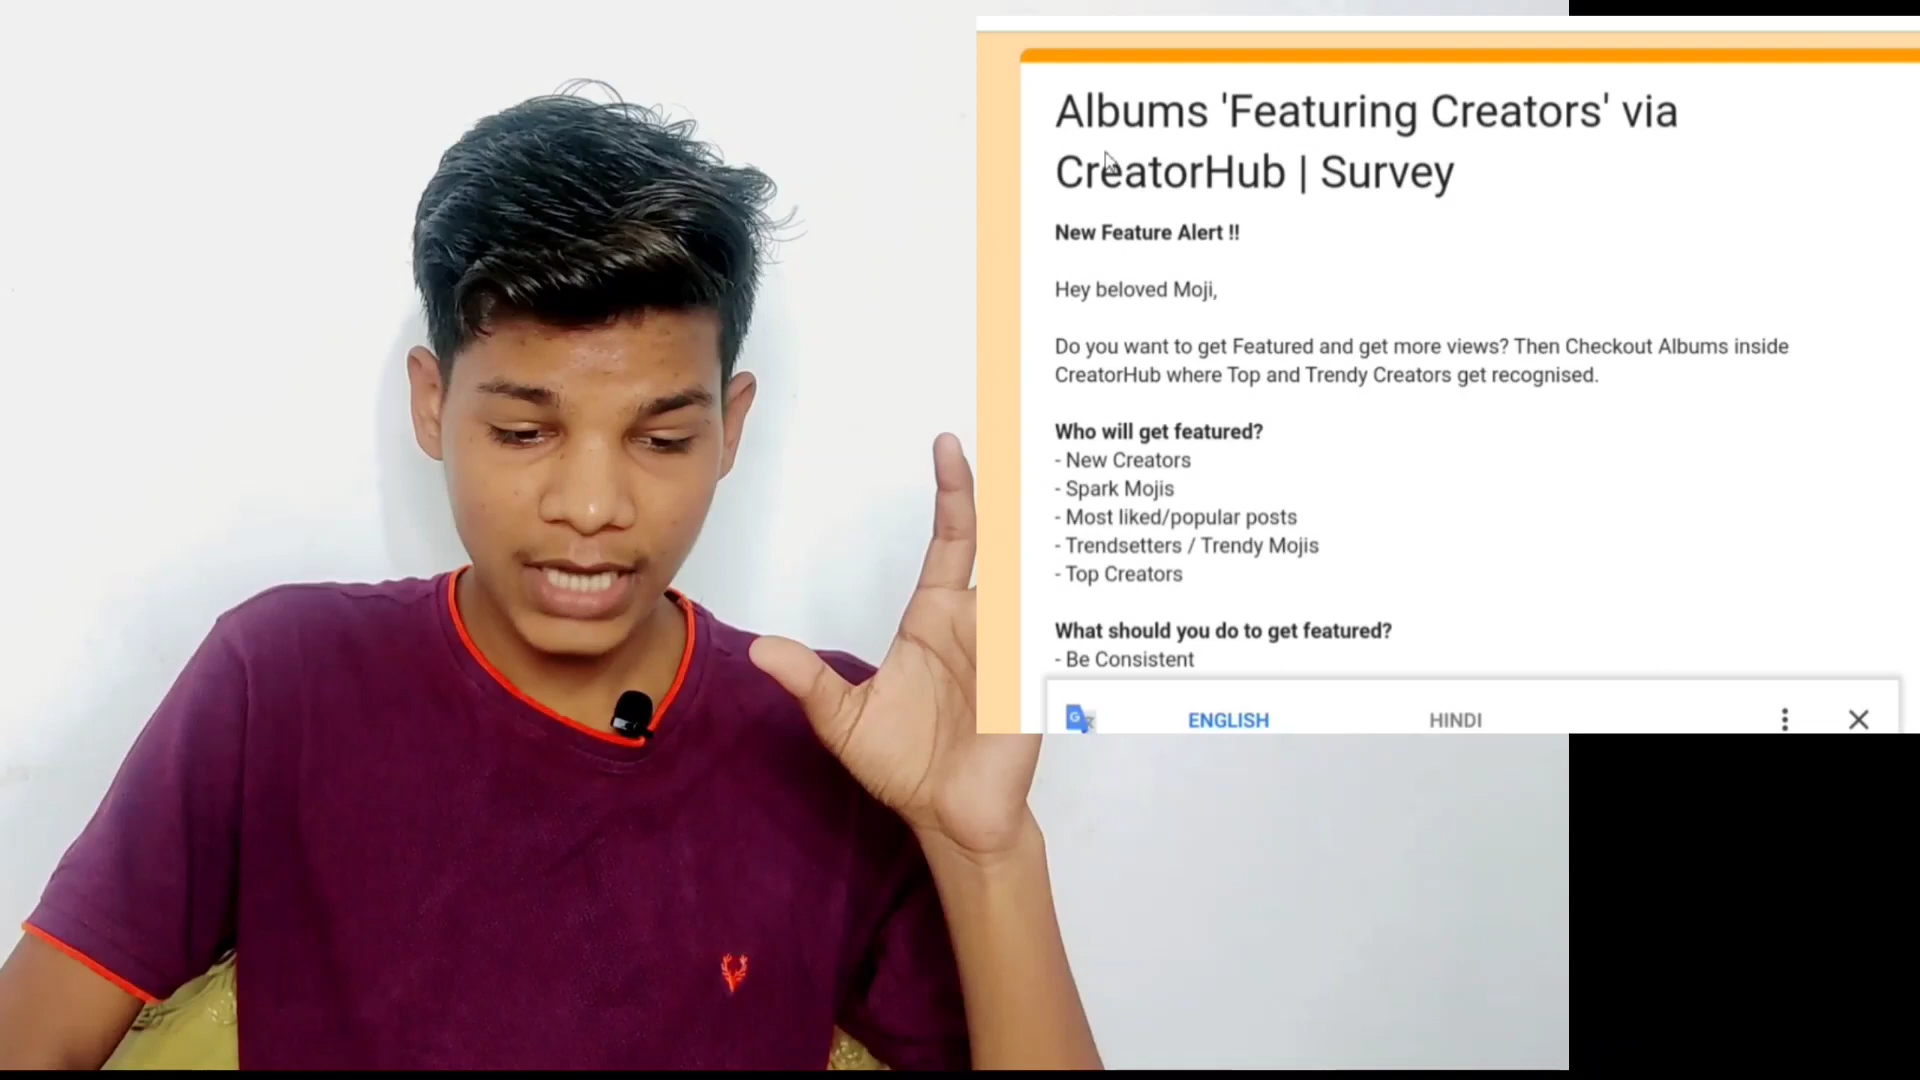 Albums 'Featuring Creators' via
CreatorHub | Survey
New Feature Alert !!
Hey beloved Moji,
Do you want to get Featured and get more views? Then Checkout Albums inside
CreatorHub where Top and Trendy Creators get recognised.
Who will get featured?
- New Creators
- Spark Mojis
- Most liked/popular posts
- Trendsetters / Trendy Mojis
- Top Creators
What should you do to get featured?
- Be Consistent
ENGLISH HINDI